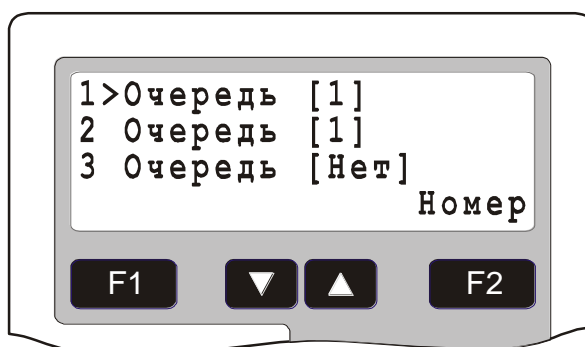 1>Очередь [1]
2 Очередь [1]
3 Очередь [Нет]
Номер
F1 F2